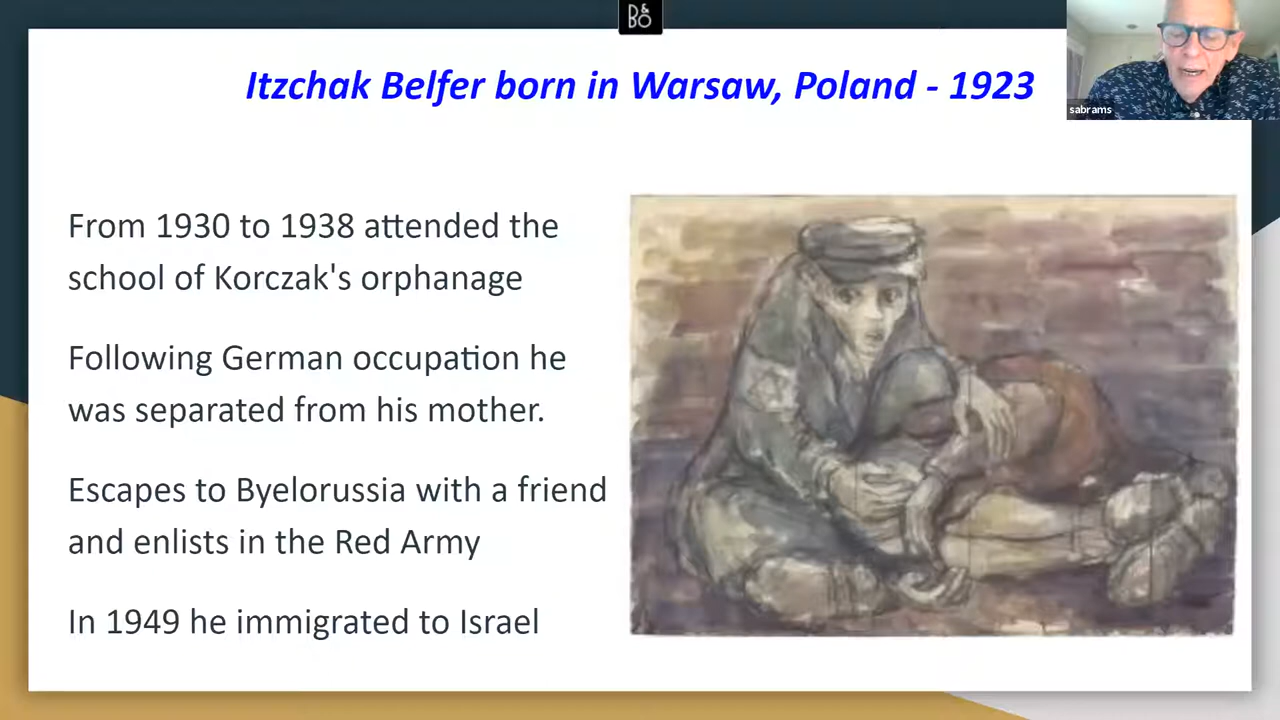 B&O
Itzchak Belfer born in Warsaw, Poland - 1923
sabrams
From 1930 to 1938 attended the
school of Korczak's orphanage
Following German occupation he
was separated from his mother.
Escapes to Byelorussia with a friend
and enlists in the Red Army
In 1949 he immigrated to Israel